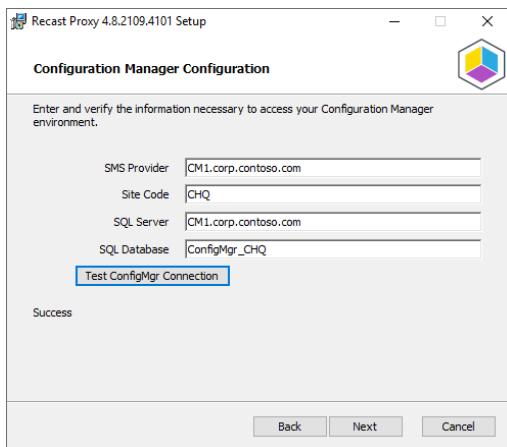 Recast Proxy 4.8.2109.4101 Setup
Configuration Manager Configuration
Enter and verify the information necessary to access your Configuration Manager
environment.
SMS Provider CM1.corp.contoso.com
Site Code CHQ
SQL Server CM1.corp.contoso.com
SQL Database ConfigMgr_CHQ
Test ConfigMgr Connection
Success
Back Next Cancel